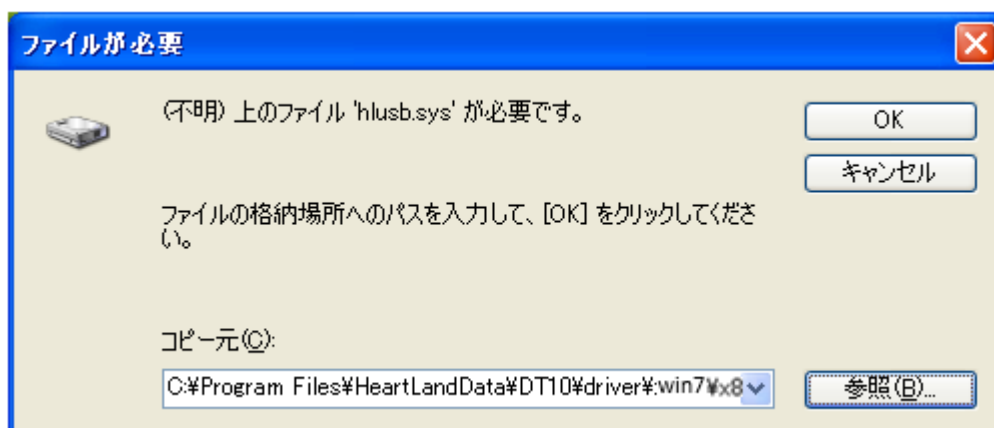 ファイルが必要
(不明) 上のファイル 'hlusb.sys' が必要です。
OK
キャンセル
ファイルの格納場所へのパスを入力して、[OK] をクリックしてくださ
い。
コピー元(C):
C:¥Program Files¥HeartLandData¥DT10¥driver¥:win7¥x8
参照(B)...